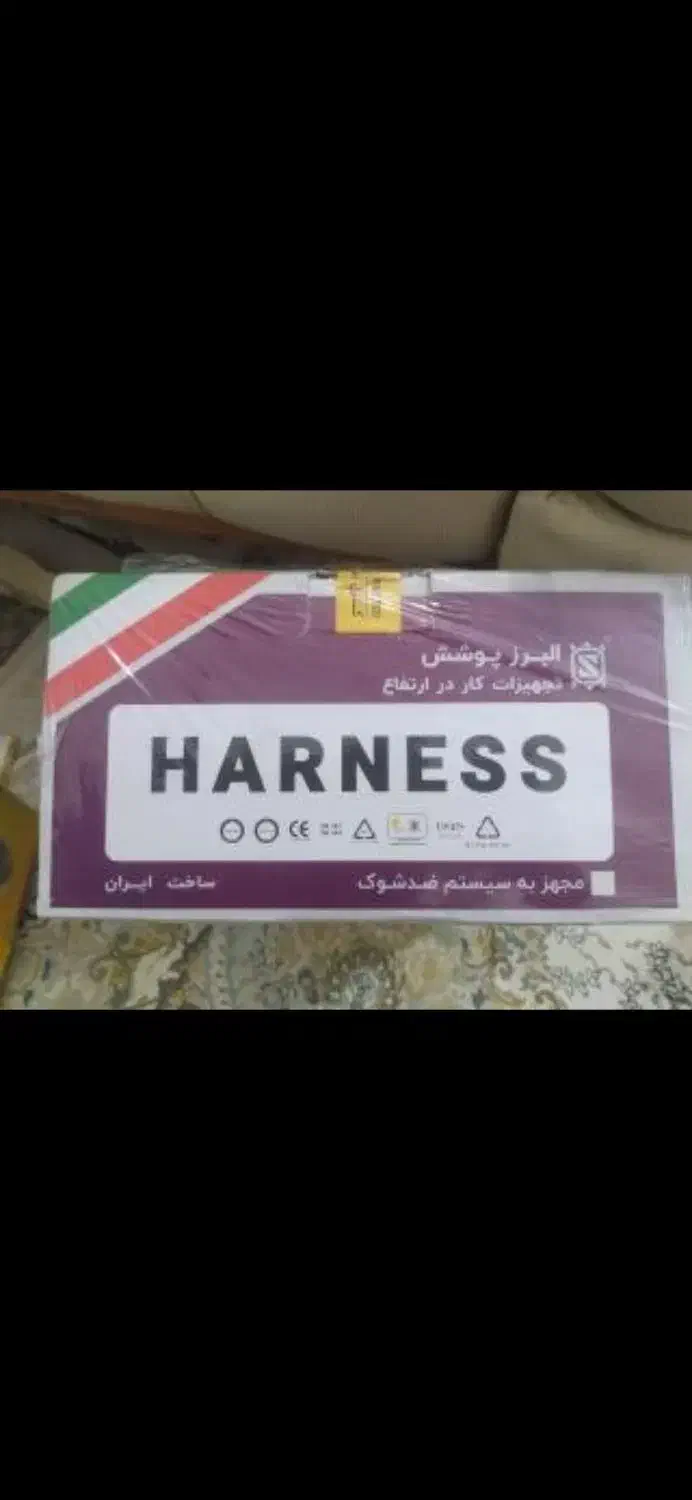 البرز پوشش
تجهیزات کار در ارتفاع
HARNESS
CE
مجهز به سیستم ضدشوک
ساخت ایران